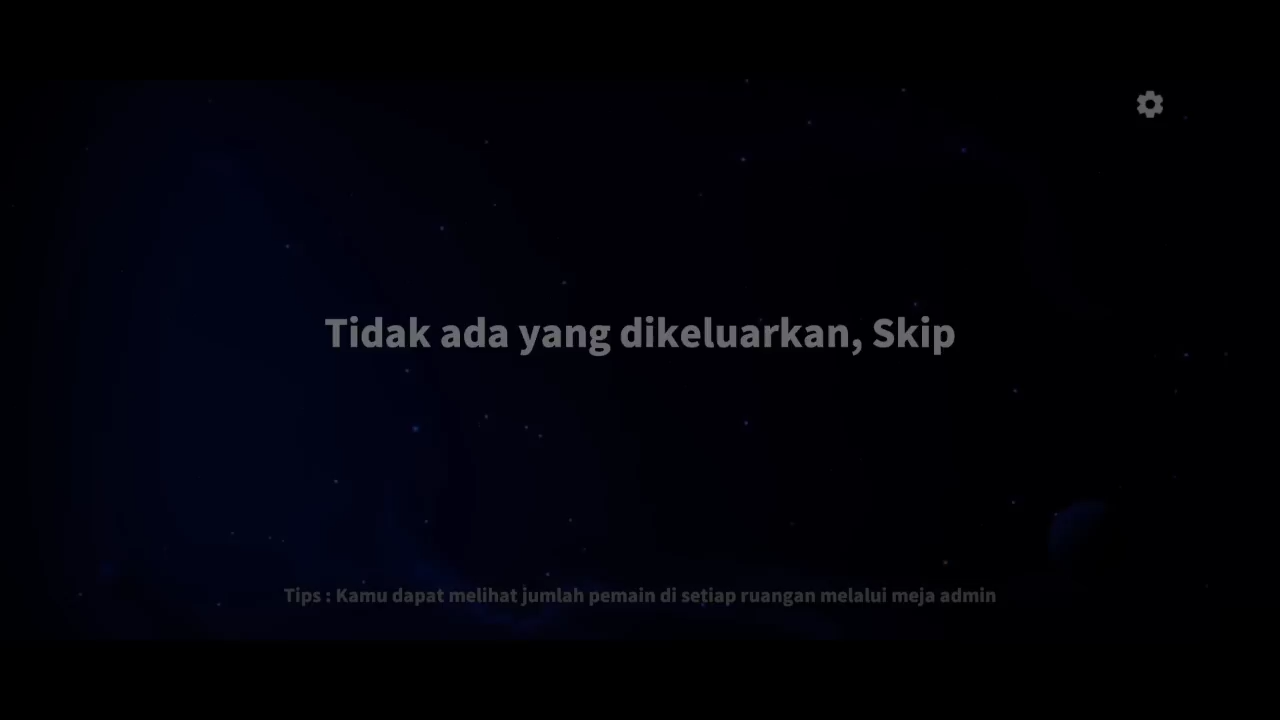 Tidak ada yang dikeluarkan, Skip
Tips : Kamu dapat melihat jumlah pemain di setiap ruangan melalui meja admin